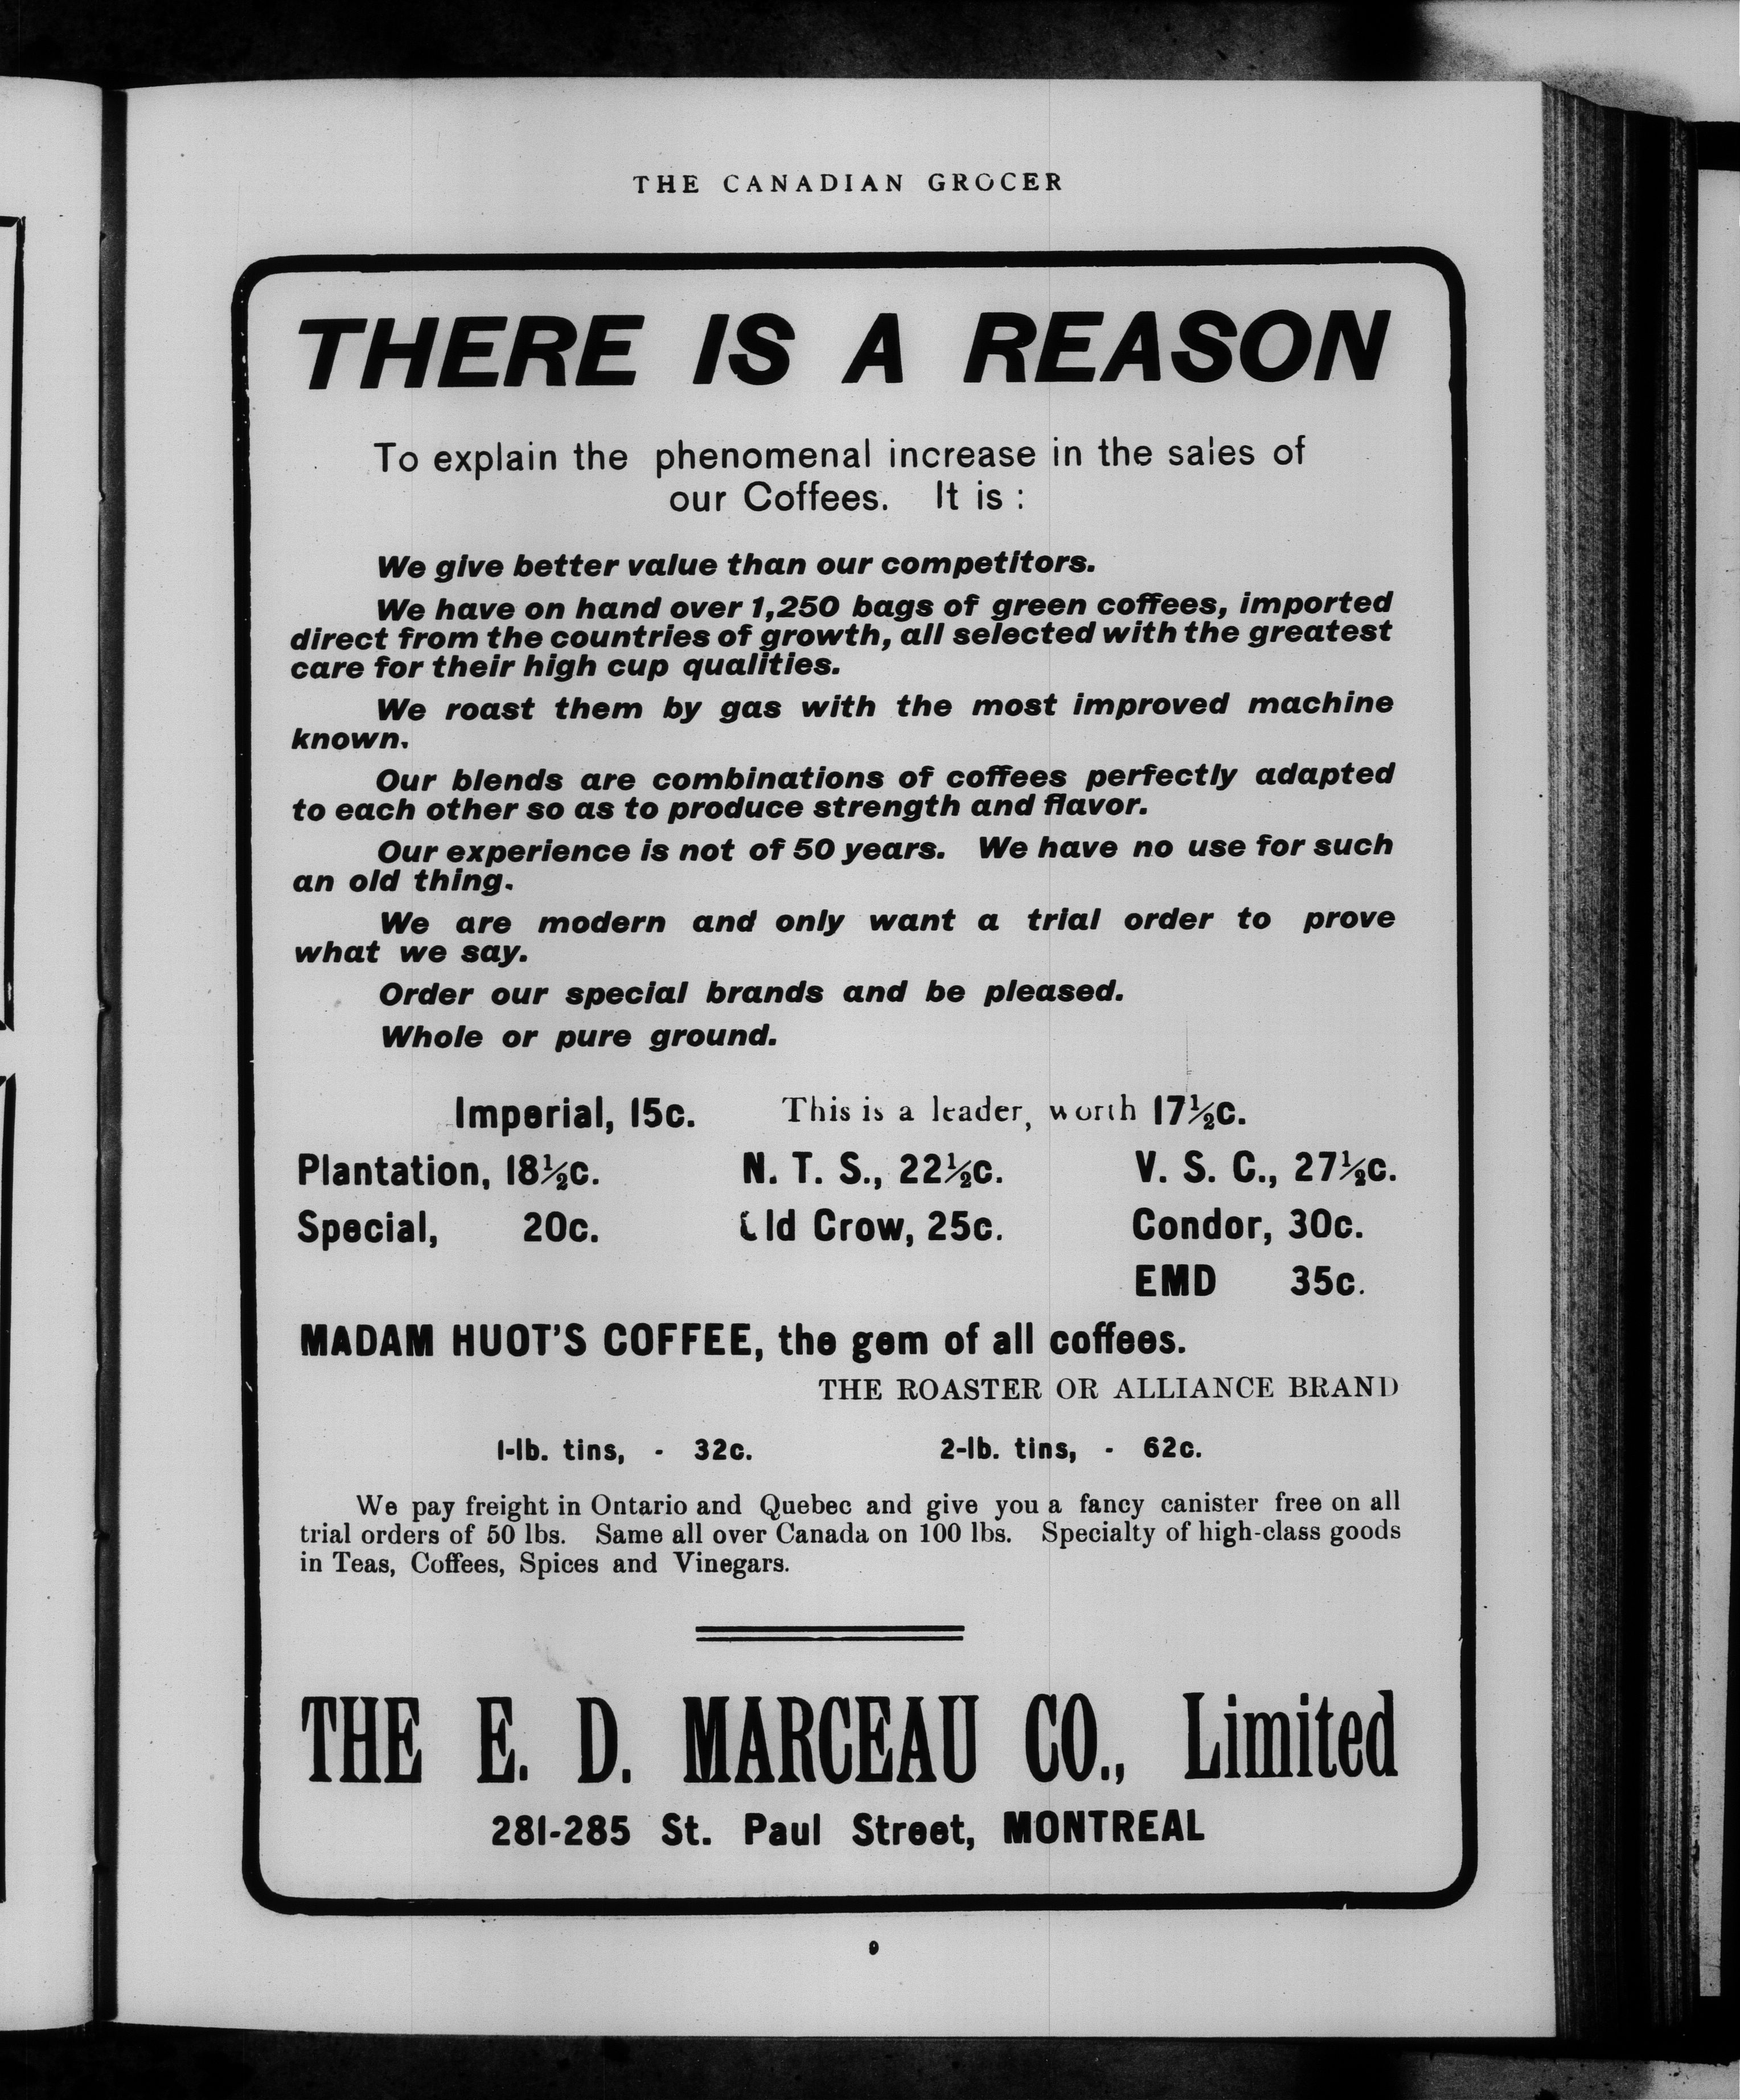 THE CANADIAN GROCER
THERE IS A REASON
To explain the phenomenal increase in the sales of
our Coffees. It is :
We give better value than our competitors.
We have on hand over 1,250 bags of green coffees, imported
direct from the countries of growth, all selected with the greatest
care for their high cup qualities.
We roast them by gas with the most improved machine
known.
Our blends are combinations of coffees perfectly adapted
to each other so as to produce strength and flavor.
Our experience is not of 50 years. We have no use for such
an old thing.
We are modern and only want a trial order to prove
what we say.
Order our special brands and be pleased.
Whole or pure ground.
Imperial, 15c. This is a leader, worth 17½c.
Plantation, 18½c. N. T. S., 22½c. V. S. C., 27½c.
Special, 20c. Old Crow, 25c. Condor, 30c.
EMD 35c.
MADAM HUOT'S COFFEE, the gem of all coffees.
THE ROASTER OR ALLIANCE BRAND
1-lb. tins, - 32c. 2-lb. tins, - 62c.
We pay freight in Ontario and Quebec and give you a fancy canister free on all
trial orders of 50 lbs. Same all over Canada on 100 lbs. Specialty of high-class goods
in Teas, Coffees, Spices and Vinegars.
THE E. D. MARCEAU CO., Limited
281-285 St. Paul Street, MONTREAL
9